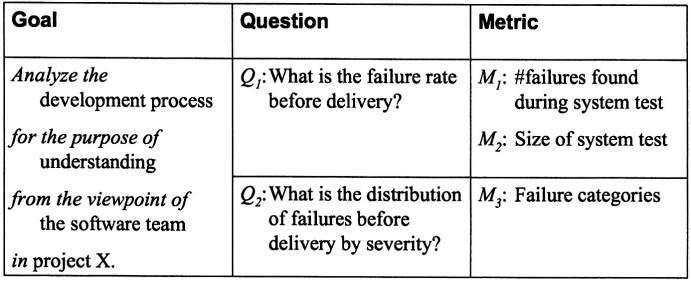 Goal
Question
Metric
Analyze the
development process
for the purpose of
understanding
from the viewpoint of
the software team
in project X.
Q1: What is the failure rate
before delivery?
M1: #failures found
during system test
M2: Size of system test
Q2: What is the distribution
of failures before
delivery by severity?
M3: Failure categories